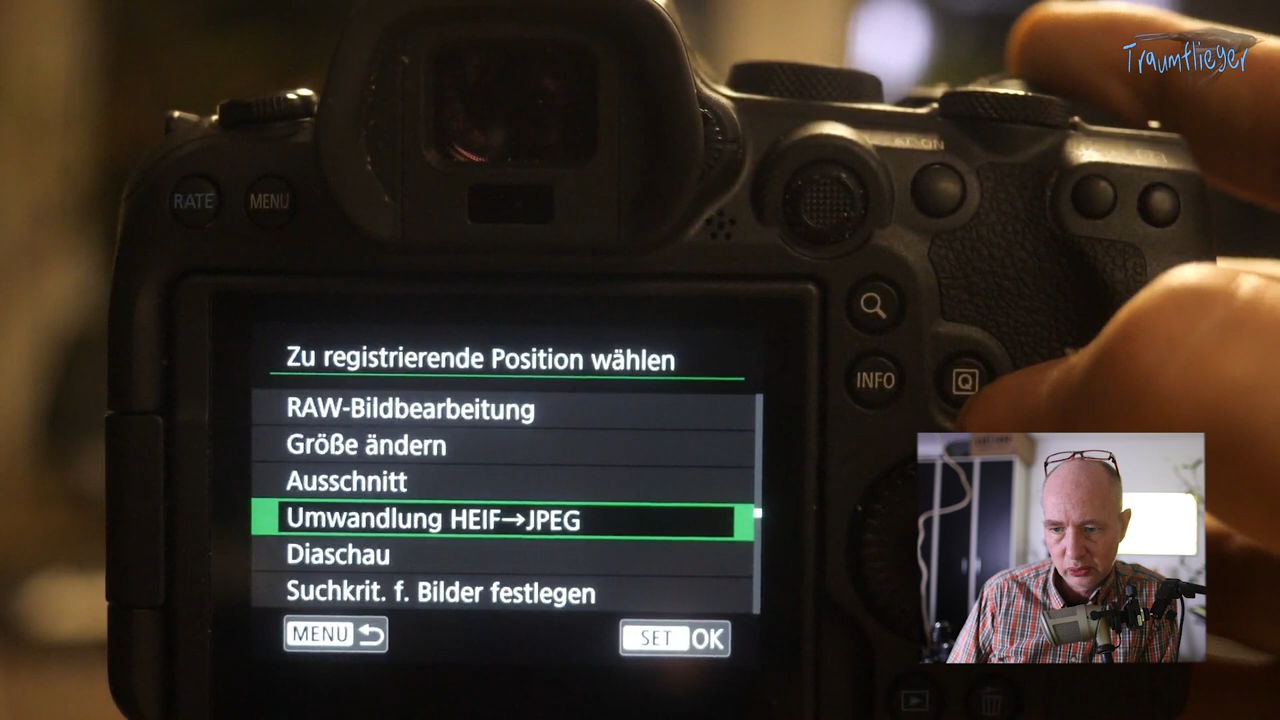 Traumflieger
RATE
MENU
ON
INFO
Q
Zu registrierende Position wählen
RAW-Bildbearbeitung
Größe ändern
Ausschnitt
Umwandlung HEIF→JPEG
Diaschau
Suchkrit. f. Bilder festlegen
MENU
SET OK